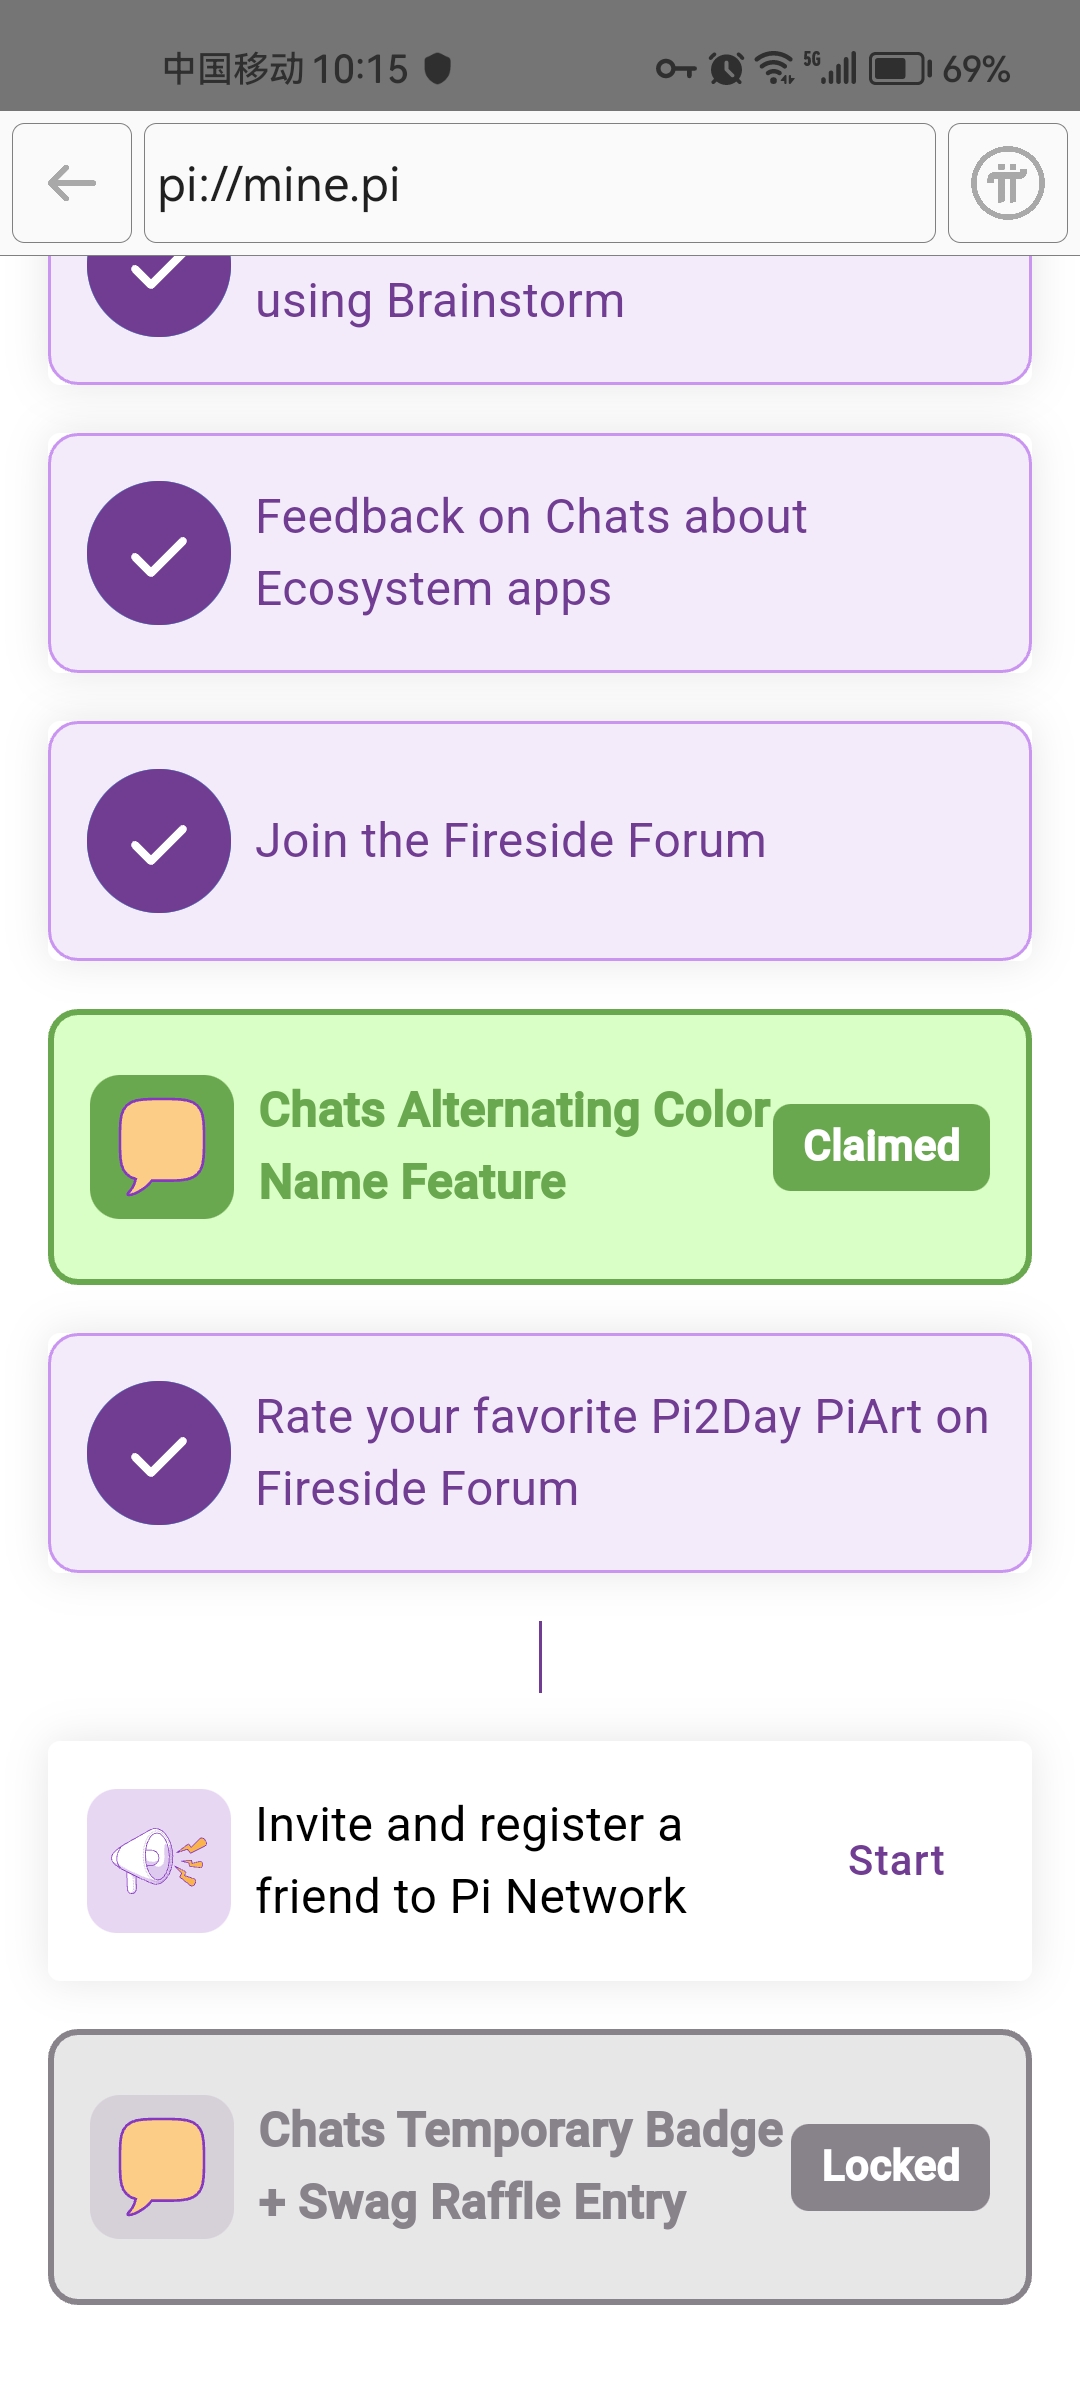 中国移动 10:15 5G 69%
pi://mine.pi
using Brainstorm
Feedback on Chats about
Ecosystem apps
Join the Fireside Forum
Chats Alternating Color
Name Feature
Claimed
Rate your favorite Pi2Day PiArt on
Fireside Forum
Invite and register a
friend to Pi Network
Start
Chats Temporary Badge
+ Swag Raffle Entry
Locked